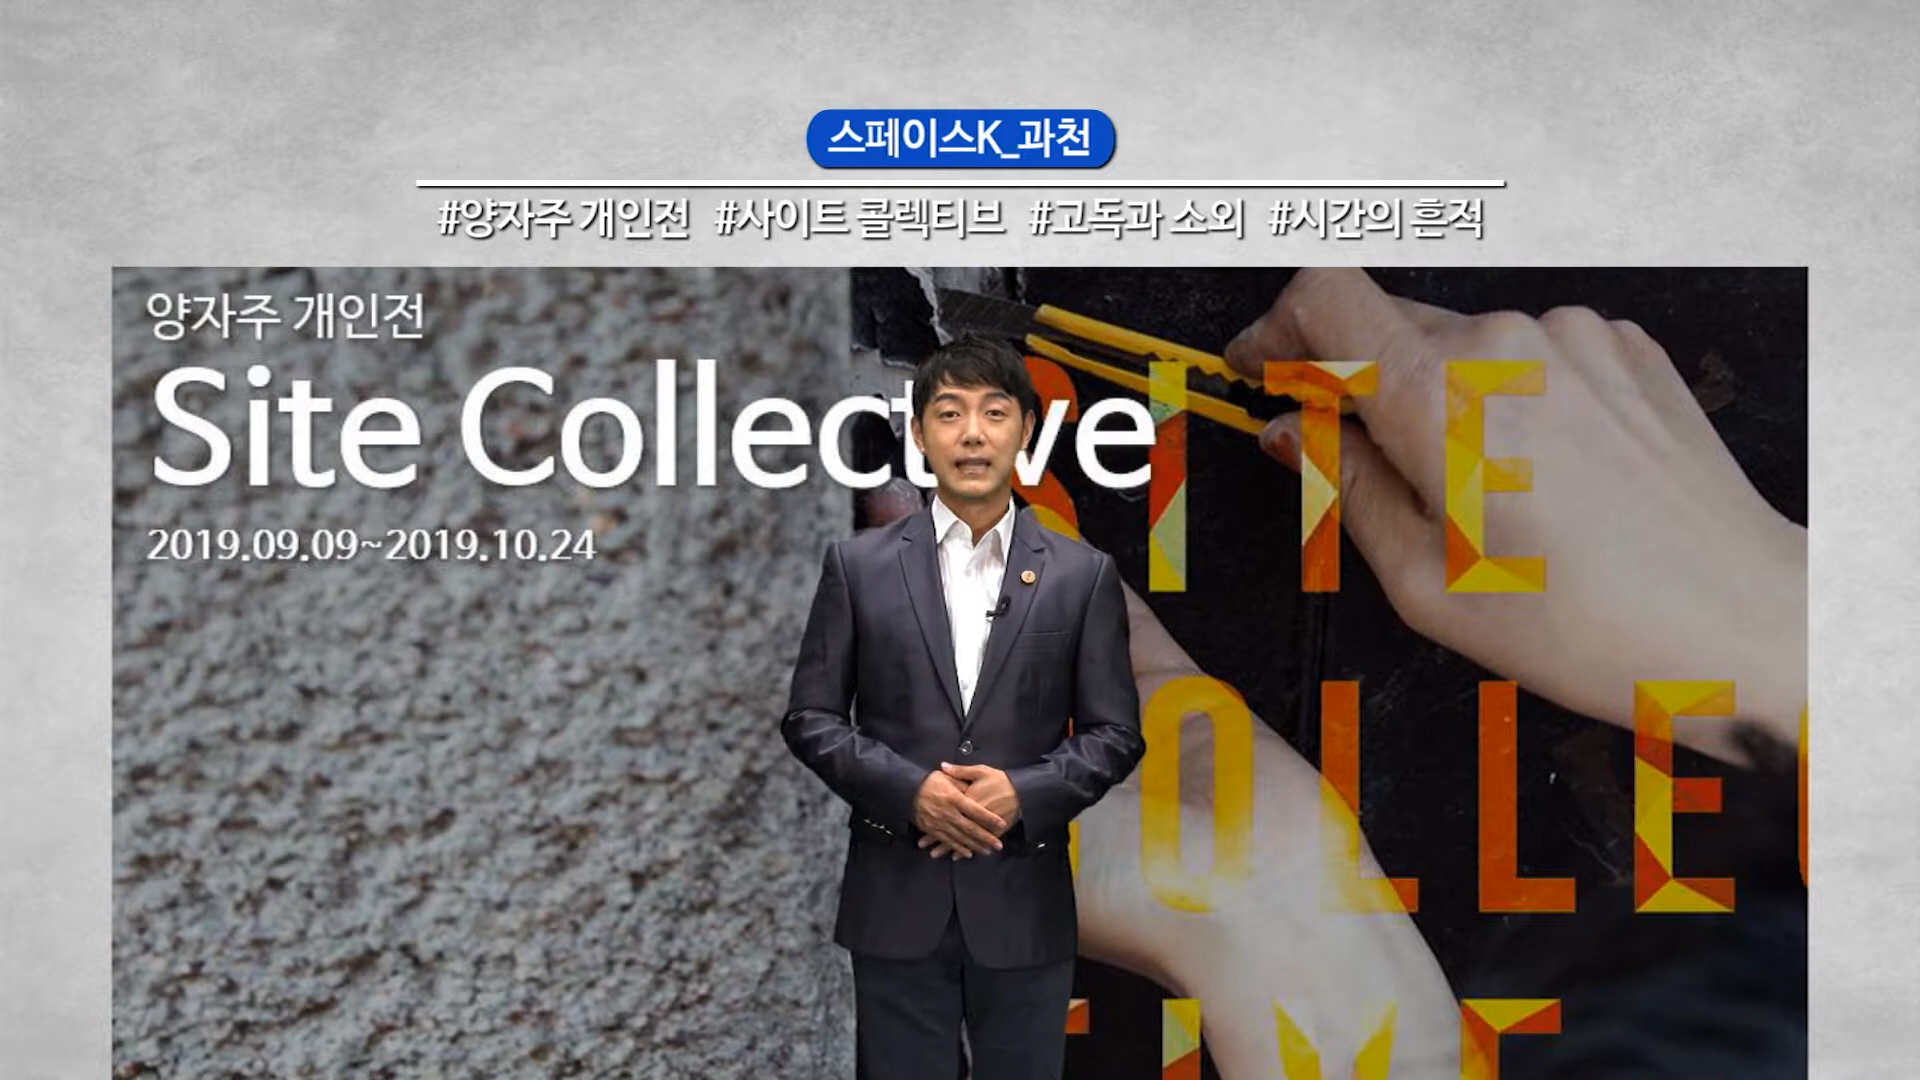 스페이스K_과천
#양자주 개인전 #사이트 콜렉티브 #고독과 소외 #시간의 흔적
양자주 개인전
Site Collective
2019.09.09~2019.10.24
SITE
COLLEC